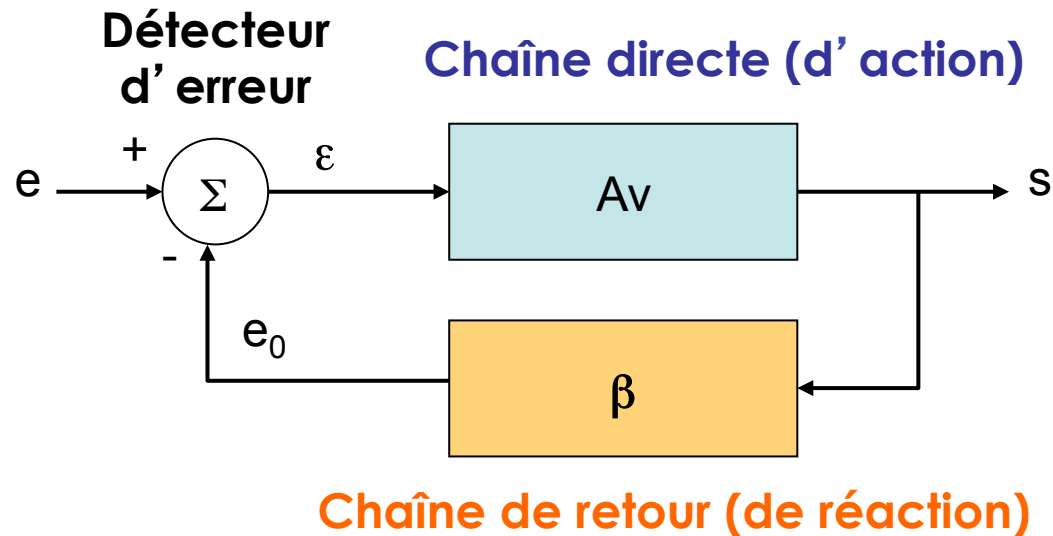 Détecteur
d’ erreur
Chaîne directe (d’ action)
+
e
Σ
ε
Av
s
-
e₀
β
Chaîne de retour (de réaction)